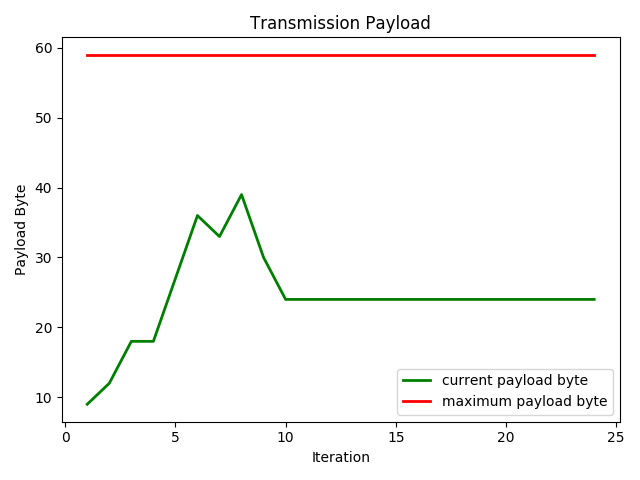 Transmission Payload
Payload Byte
60
50
40
30
20
10
0 5 10 15 20 25
Iteration
current payload byte
maximum payload byte